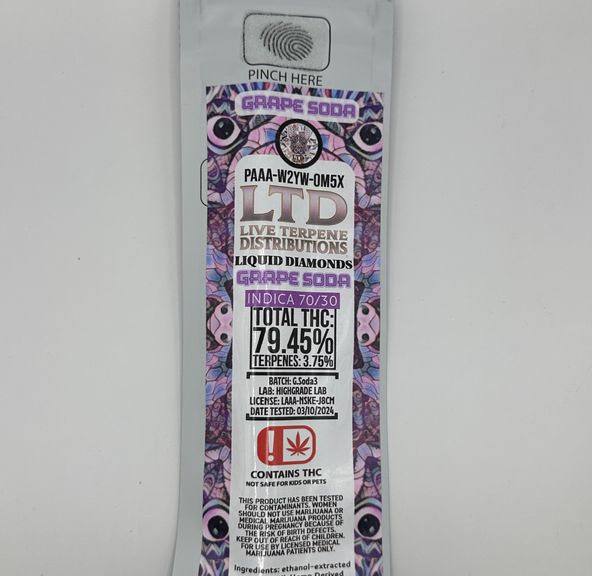 PINCH HERE
GRAPE SODA
LTD
PAAA-W2YW-OM5X
LTD
LIVE TERPENE
DISTRIBUTIONS
LIQUID DIAMONDS
GRAPE SODA
INDICA 70/30
TOTAL THC:
79.45%
TERPENES: 3.75%
BATCH: G.Soda3
LAB: HIGHGRADE LAB
LICENSE: LAAA-NSKE-J8CM
DATE TESTED: 03/10/2024
!
CONTAINS THC
NOT SAFE FOR KIDS OR PETS
THIS PRODUCT HAS BEEN TESTED
FOR CONTAMINANTS. WOMEN
SHOULD NOT USE MARIJUANA OR
MEDICAL MARIJUANA PRODUCTS
DURING PREGNANCY BECAUSE OF
THE RISK OF BIRTH DEFECTS.
KEEP OUT OF REACH OF CHILDREN.
FOR USE BY LICENSED MEDICAL
MARIJUANA PATIENTS ONLY.
Ingredients: ethanol-extracted
Hemp Derived